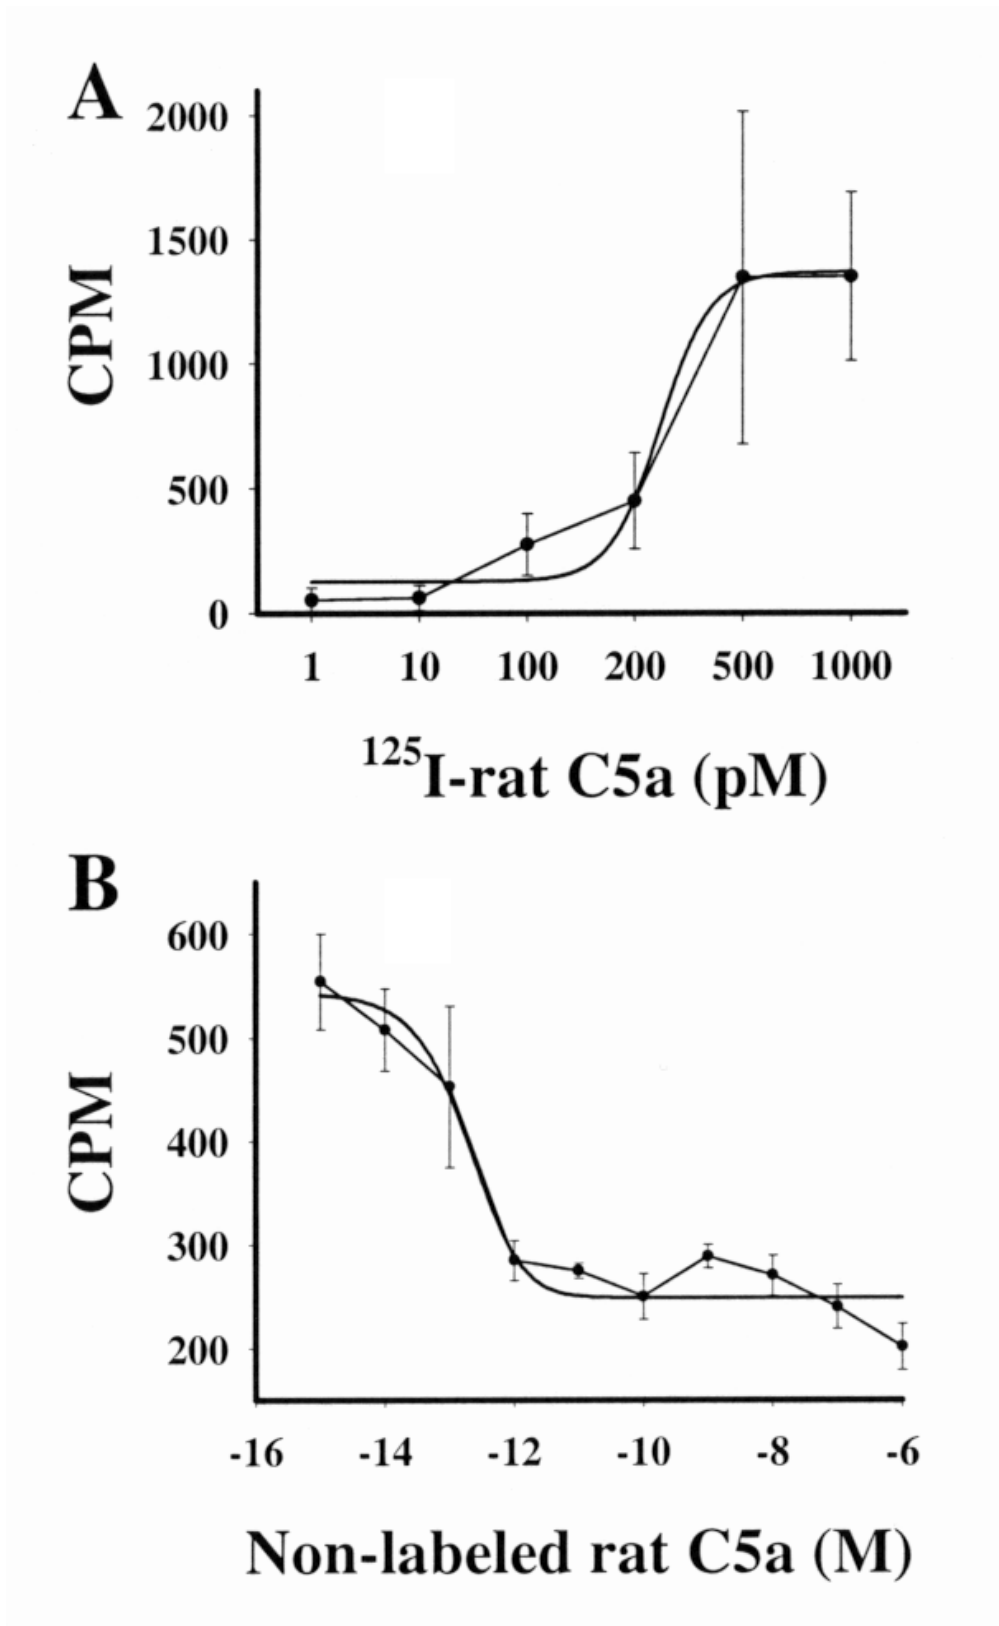 A
2000
1500
1000
500
0
CPM
1 10 100 200 500 1000
¹²⁵I-rat C5a (pM)
B
600
500
400
300
200
CPM
-16 -14 -12 -10 -8 -6
Non-labeled rat C5a (M)